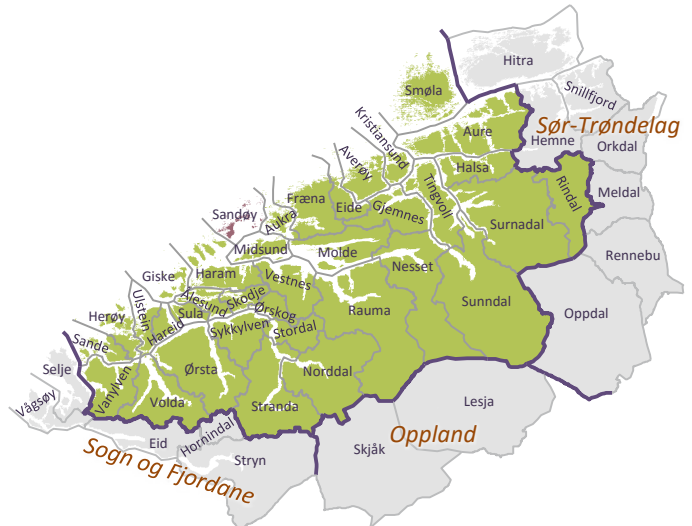 Hitra
Smøla
Snillfjord
Kristiansund
Aure
Sør-Trøndelag
Hemne
Orkdal
Averøy
Halsa
Tingvoll
Rindal
Meldal
Fræna
Eide
Gjemnes
Sandøy
Aukra
Surnadal
Midsund
Molde
Rennebu
Nesset
Giske
Haram
Vestnes
Sunndal
Ulstein
Ålesund
Skodje
Oppdal
Herøy
Sula
Ørskog
Rauma
Hareid
Sykkylven
Stordal
Sande
Selje
Vanylven
Ørsta
Norddal
Vågsøy
Volda
Stranda
Lesja
Oppland
Eid
Hornindal
Skjåk
Sogn og Fjordane
Stryn